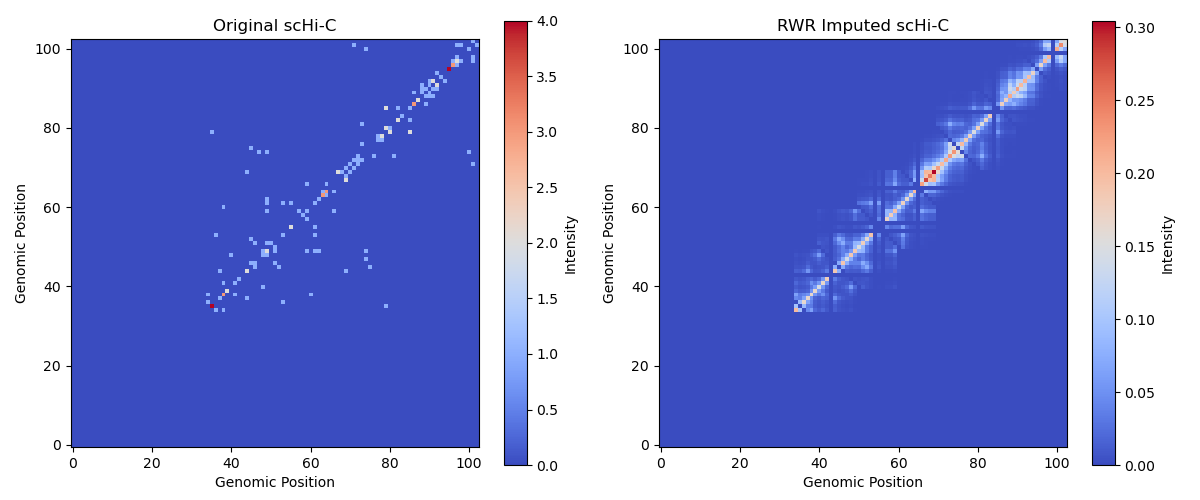 Original scHi-C
100
80
60
40
20
0
0 20 40 60 80 100
Genomic Position
Genomic Position
4.0
3.5
3.0
2.5
2.0
1.5
1.0
0.5
0.0
Intensity
RWR Imputed scHi-C
100
80
60
40
20
0
0 20 40 60 80 100
Genomic Position
Genomic Position
0.30
0.25
0.20
0.15
0.10
0.05
0.00
Intensity